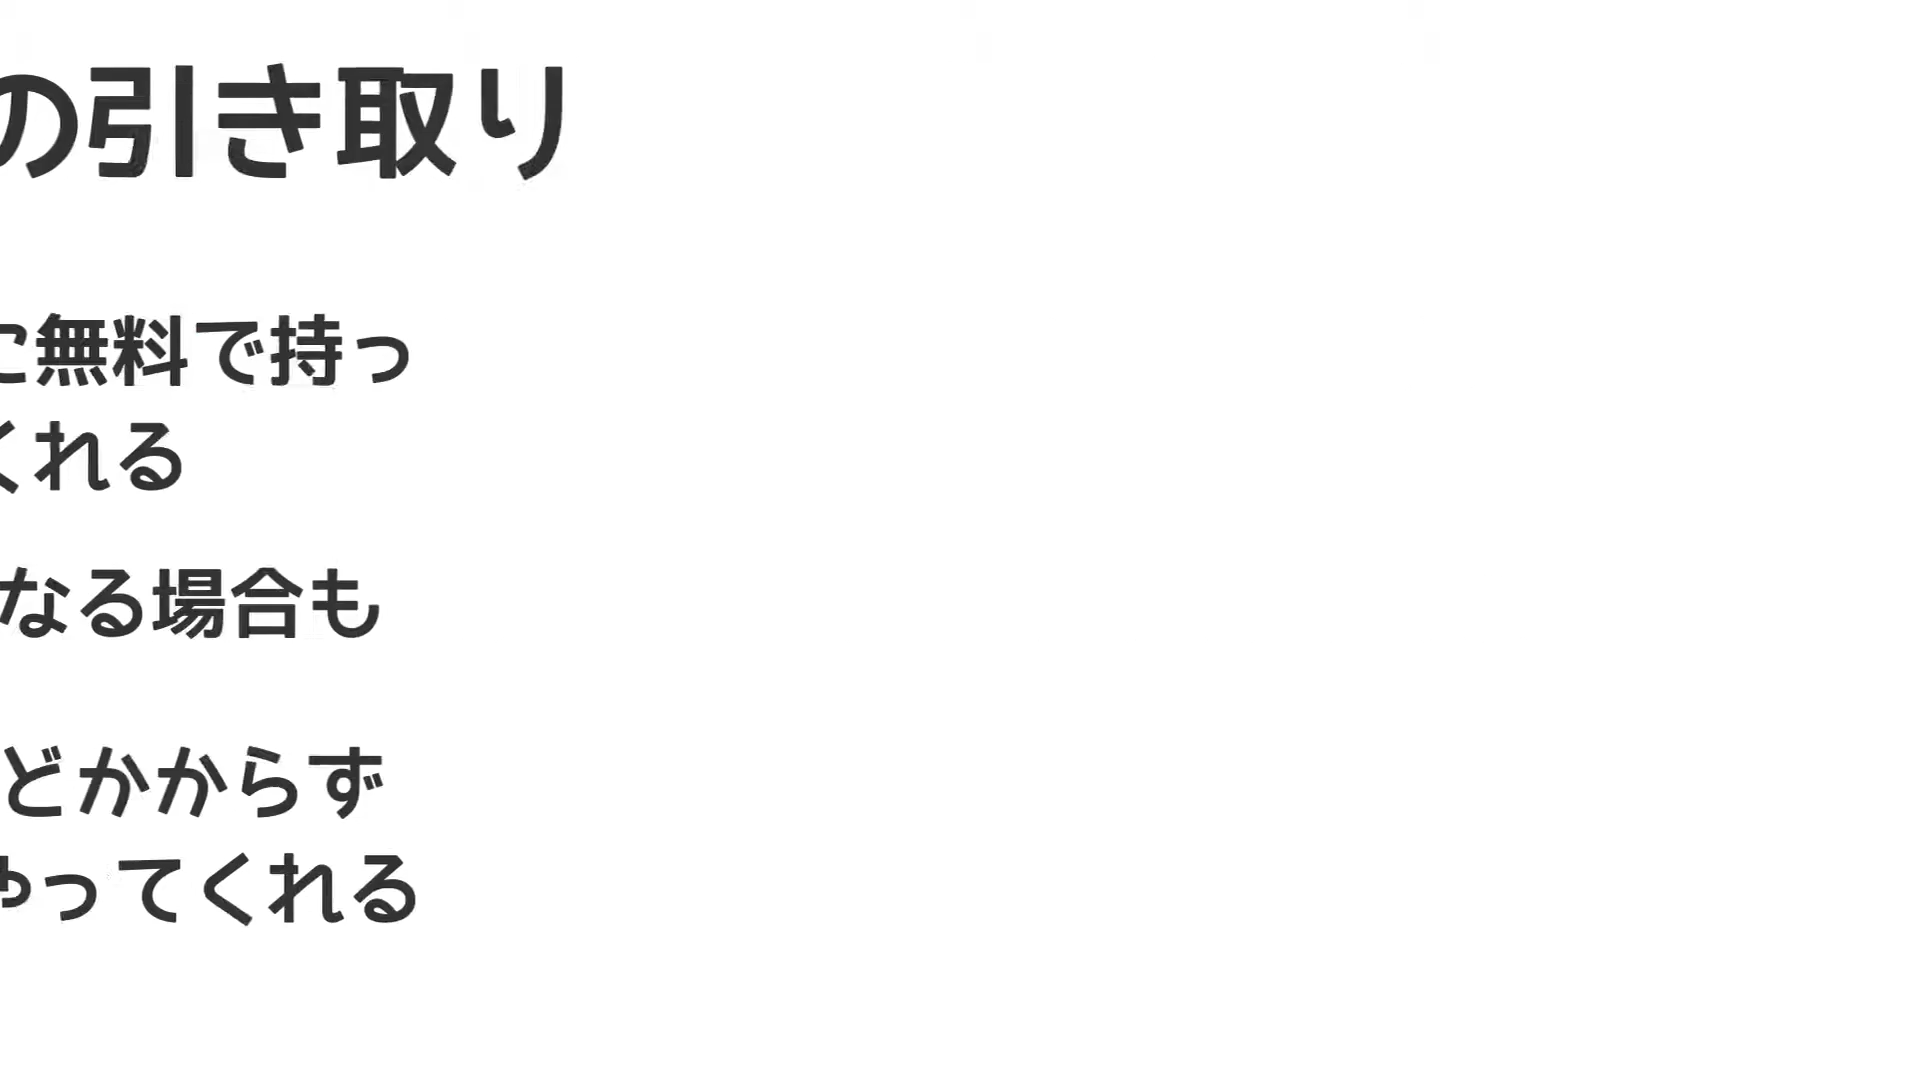 の引き取り
に無料で持っ
くれる
なる場合も
どかからず
やってくれる